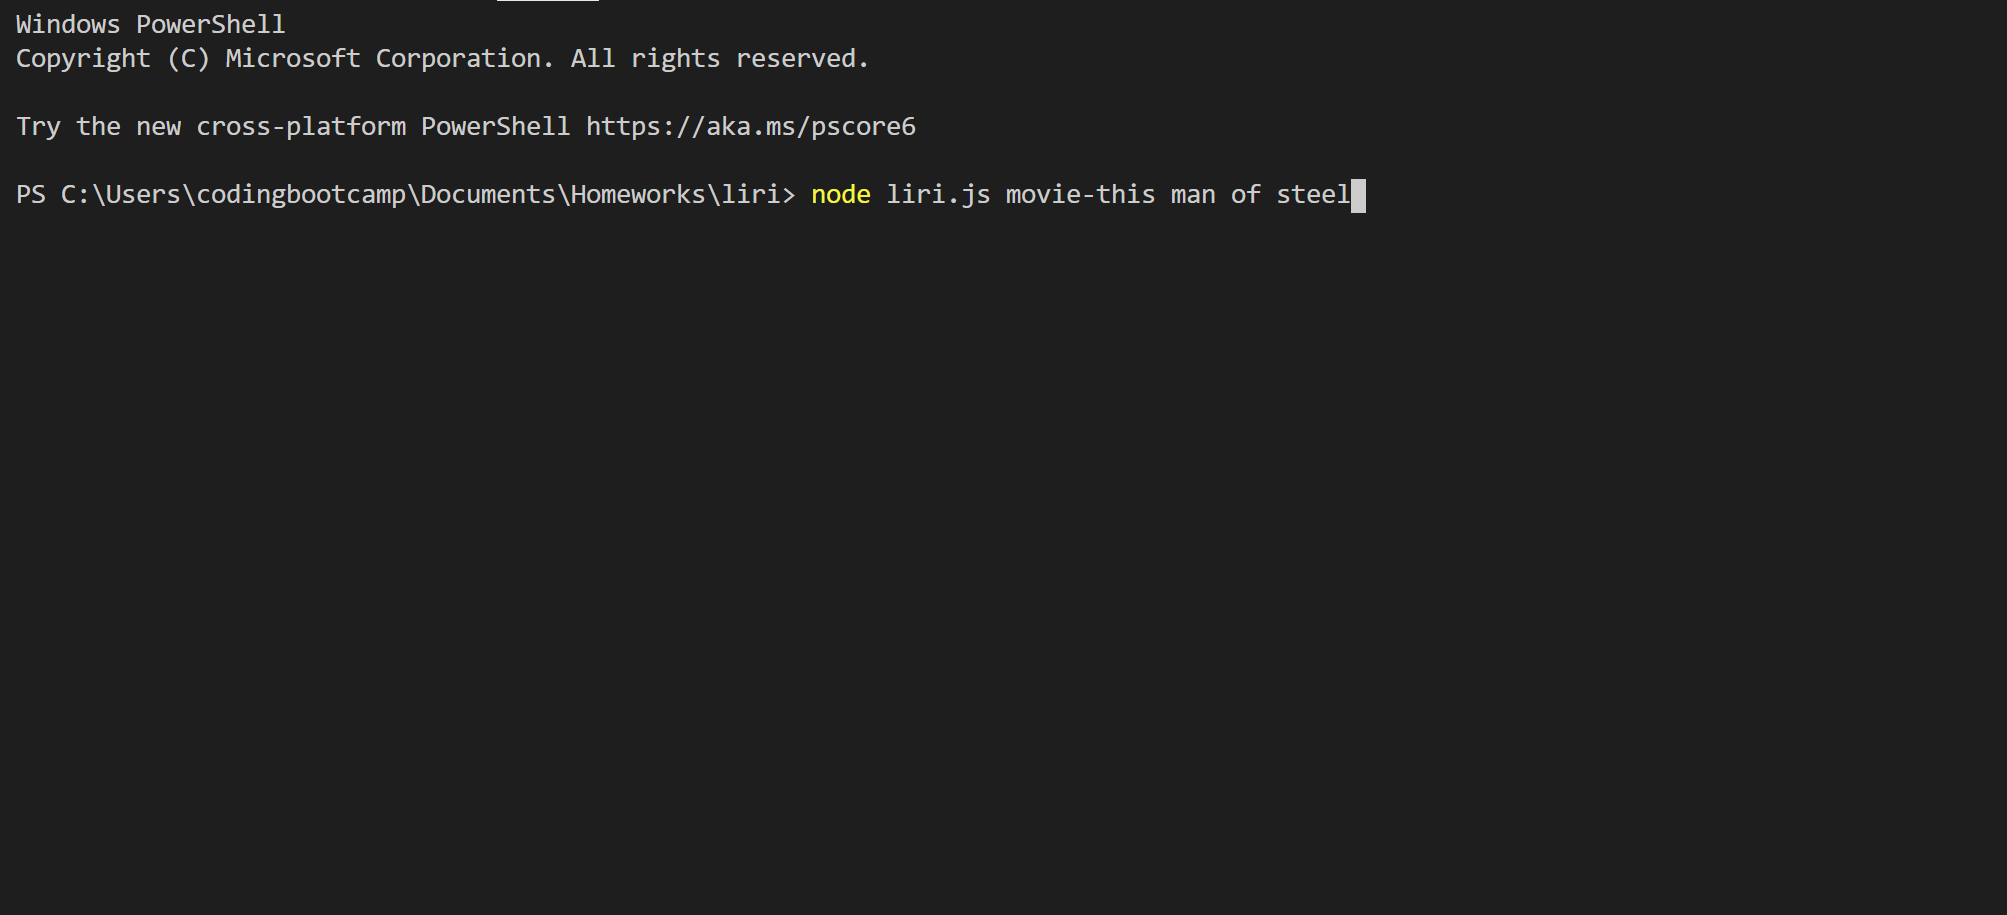 Windows PowerShell
Copyright (C) Microsoft Corporation. All rights reserved.
Try the new cross-platform PowerShell https://aka.ms/pscore6
PS C:\Users\codingbootcamp\Documents\Homeworks\liri> node liri.js movie-this man of steel